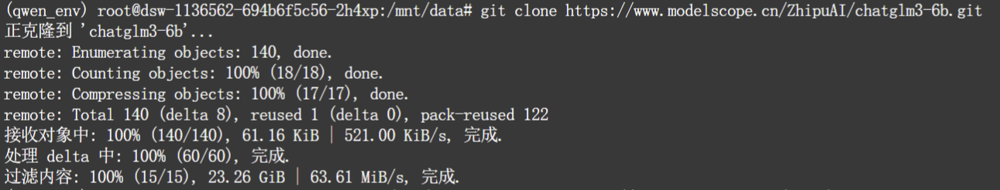 (qwen_env) root@dsw-1136562-694b6f5c56-2h4xp:/mnt/data# git clone https://www.modelscope.cn/ZhipuAI/chatglm3-6b.git
正克隆到 'chatglm3-6b'...
remote: Enumerating objects: 140, done.
remote: Counting objects: 100% (18/18), done.
remote: Compressing objects: 100% (17/17), done.
remote: Total 140 (delta 8), reused 1 (delta 0), pack-reused 122
接收对象中: 100% (140/140), 61.16 KiB | 521.00 KiB/s, 完成.
处理 delta 中: 100% (60/60), 完成.
过滤内容: 100% (15/15), 23.26 GiB | 63.61 MiB/s, 完成.